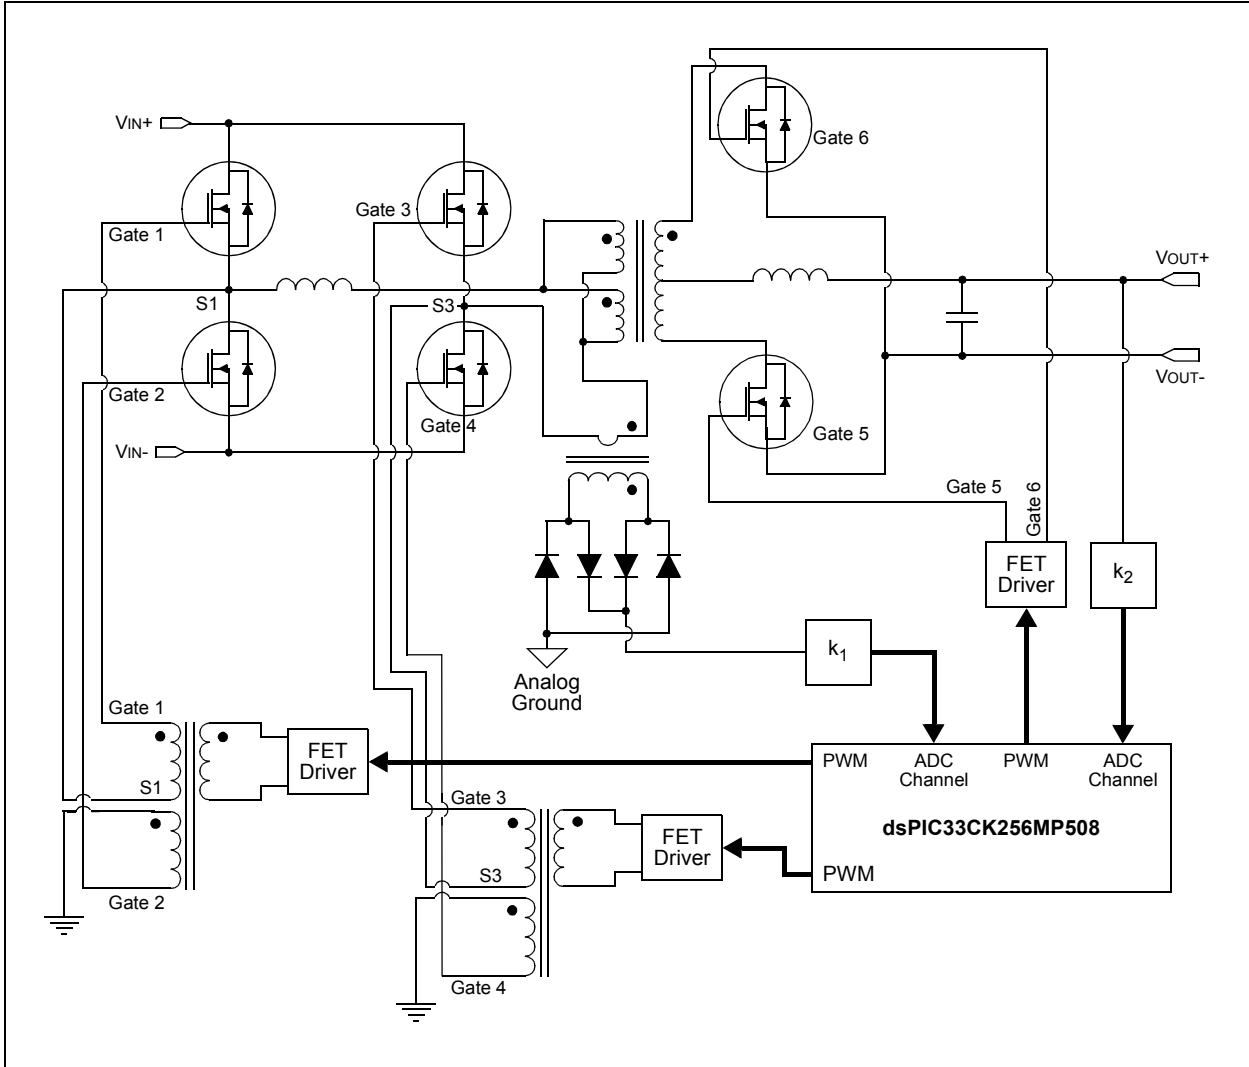 VIN+
Gate 1
S1
Gate 2
VIN-
Gate 3
S3
Gate 4
Gate 6
VOUT+
VOUT-
Gate 5
Gate 5
Gate 6
FET
Driver
k2
k1
Analog
Ground
Gate 1
S1
Gate 2
FET
Driver
Gate 3
S3
Gate 4
FET
Driver
PWM
ADC
Channel
PWM
ADC
Channel
dsPIC33CK256MP508
PWM